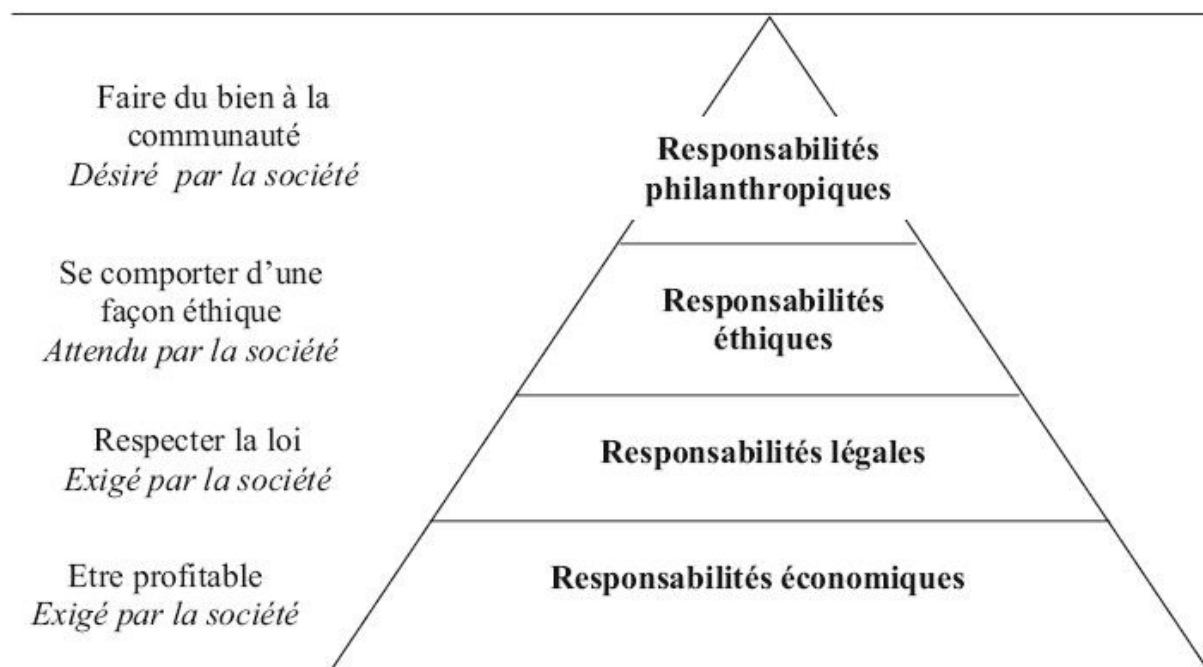 Faire du bien à la
communauté
Désiré par la société
Responsabilités
philanthropiques
Se comporter d'une
façon éthique
Attendu par la société
Responsabilités
éthiques
Respecter la loi
Exigé par la société
Responsabilités légales
Etre profitable
Exigé par la société
Responsabilités économiques